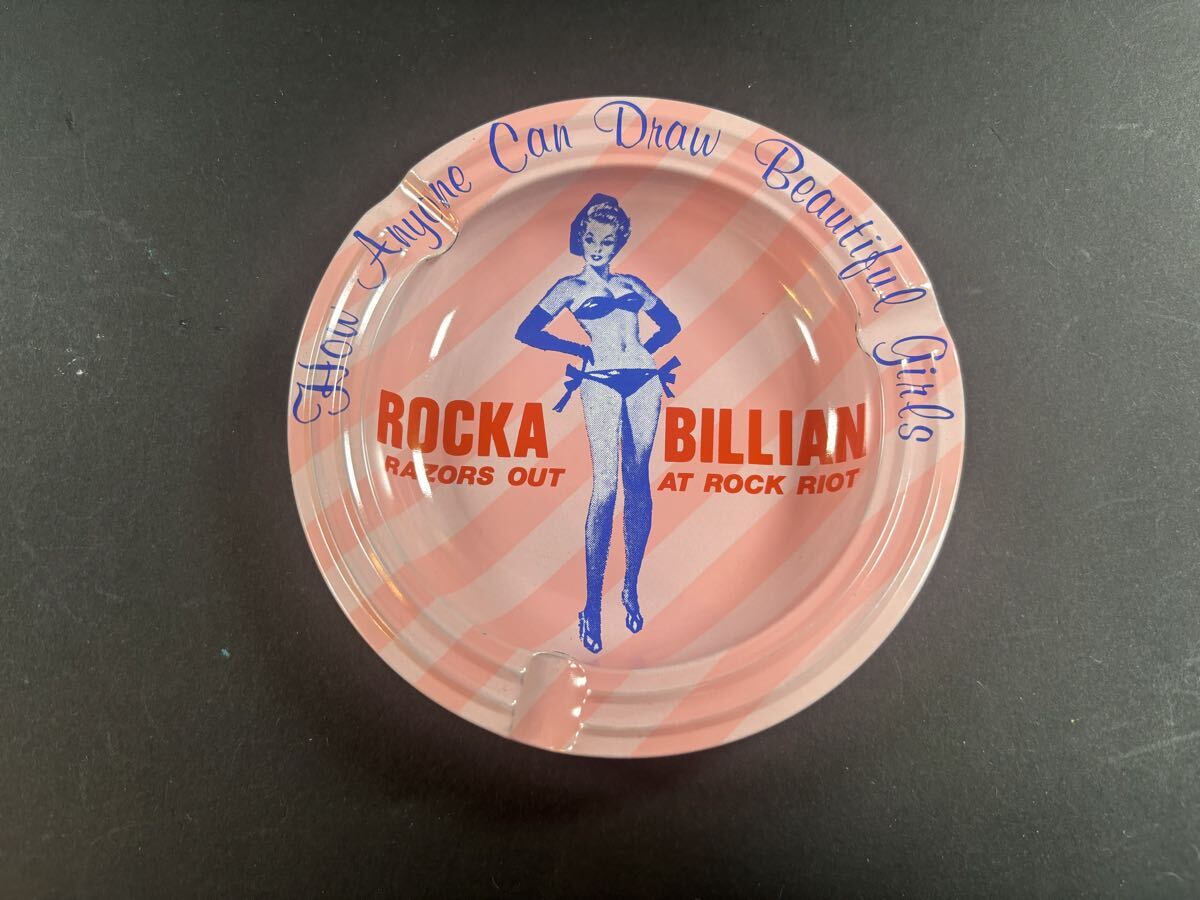 How Anyone Can Draw Beautiful Girls
ROCKA BILLIAN
RAZORS OUT AT ROCK RIOT